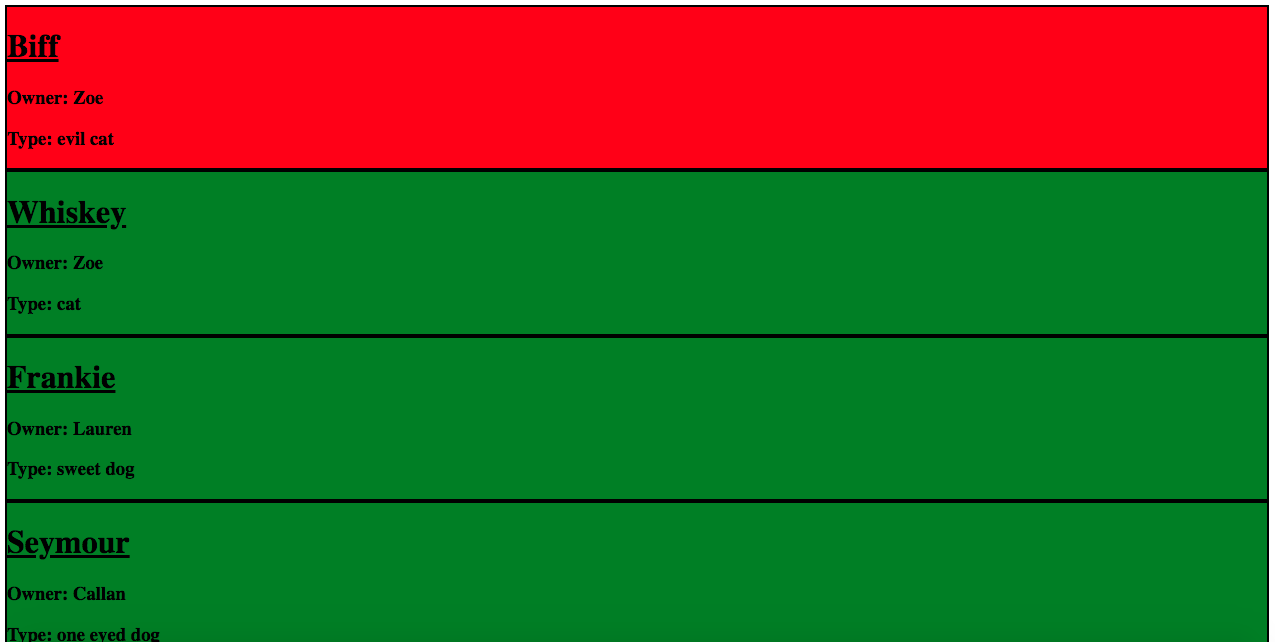 Biff
Owner: Zoe
Type: evil cat
Whiskey
Owner: Zoe
Type: cat
Frankie
Owner: Lauren
Type: sweet dog
Seymour
Owner: Callan
Type: one eyed dog